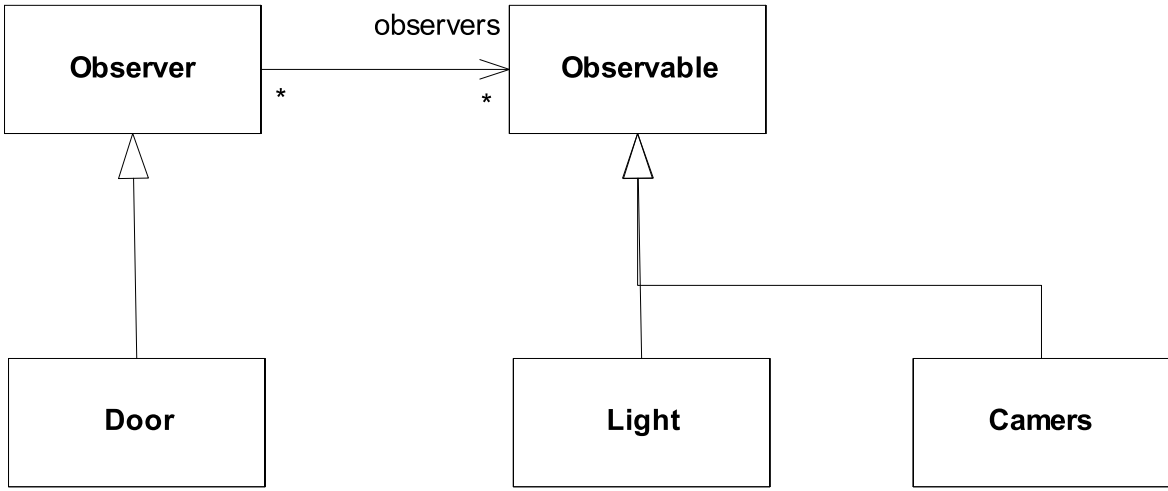 observers
Observer
Observable
*
*
Door
Light
Camers